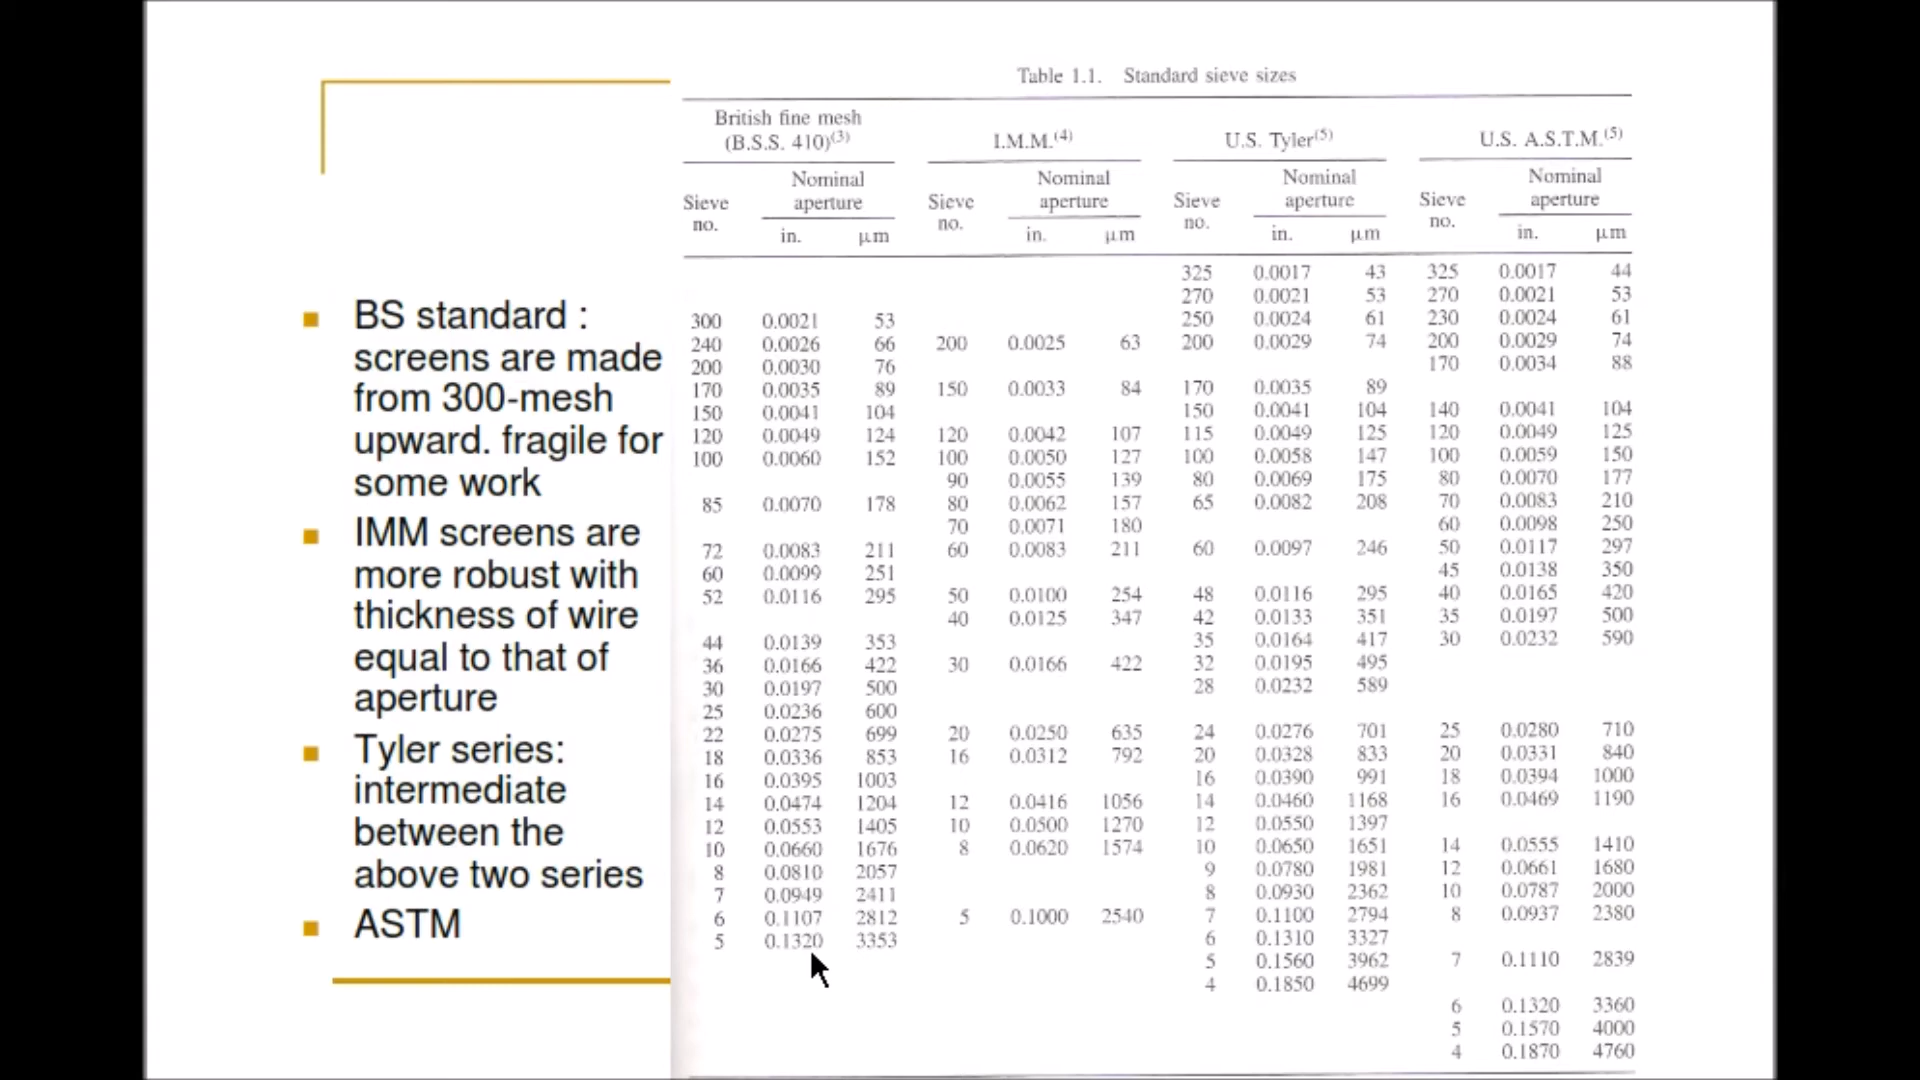 Table 1.1. Standard sieve sizes
British fine mesh
(B.S.S. 410)(3) I.M.M.(4) U.S. Tyler(5) U.S. A.S.T.M.(5)
Nominal Nominal Nominal Nominal
Sieve aperture Sieve aperture Sieve aperture Sieve aperture
no. no. no. no.
in. μm in. μm in. μm in. μm
325 0.0017 43 325 0.0017 44
270 0.0021 53 270 0.0021 53
300 0.0021 53 250 0.0024 61 230 0.0024 61
240 0.0026 66 200 0.0025 63 200 0.0029 74 200 0.0029 74
200 0.0030 76 170 0.0034 88
170 0.0035 89 150 0.0033 84 170 0.0035 89
150 0.0041 104 150 0.0041 104 140 0.0041 104
120 0.0049 124 120 0.0042 107 115 0.0049 125 120 0.0049 125
100 0.0060 152 100 0.0050 127 100 0.0058 147 100 0.0059 150
90 0.0055 139 80 0.0069 175 80 0.0070 177
85 0.0070 178 80 0.0062 157 65 0.0082 208 70 0.0083 210
70 0.0071 180 60 0.0098 250
72 0.0083 211 60 0.0083 211 60 0.0097 246 50 0.0117 297
60 0.0099 251 45 0.0138 350
52 0.0116 295 50 0.0100 254 48 0.0116 295 40 0.0165 420
40 0.0125 347 42 0.0133 351 35 0.0197 500
44 0.0139 353 35 0.0164 417 30 0.0232 590
36 0.0166 422 30 0.0166 422 32 0.0195 495
30 0.0197 500 28 0.0232 589
25 0.0236 600
22 0.0275 699 20 0.0250 635 24 0.0276 701 25 0.0280 710
18 0.0336 853 16 0.0312 792 20 0.0328 833 20 0.0331 840
16 0.0395 1003 16 0.0390 991 18 0.0394 1000
14 0.0474 1204 12 0.0416 1056 14 0.0460 1168 16 0.0469 1190
12 0.0553 1405 10 0.0500 1270 12 0.0550 1397
10 0.0660 1676 8 0.0620 1574 10 0.0650 1651 14 0.0555 1410
8 0.0810 2057 9 0.0780 1981 12 0.0661 1680
7 0.0949 2411 8 0.0930 2362 10 0.0787 2000
6 0.1107 2812 5 0.1000 2540 7 0.1100 2794 8 0.0937 2380
5 0.1320 3353 6 0.1310 3327
5 0.1560 3962 7 0.1110 2839
4 0.1850 4699
6 0.1320 3360
5 0.1570 4000
4 0.1870 4760
BS standard :
screens are made
from 300-mesh
upward. fragile for
some work
IMM screens are
more robust with
thickness of wire
equal to that of
aperture
Tyler series:
intermediate
between the
above two series
ASTM